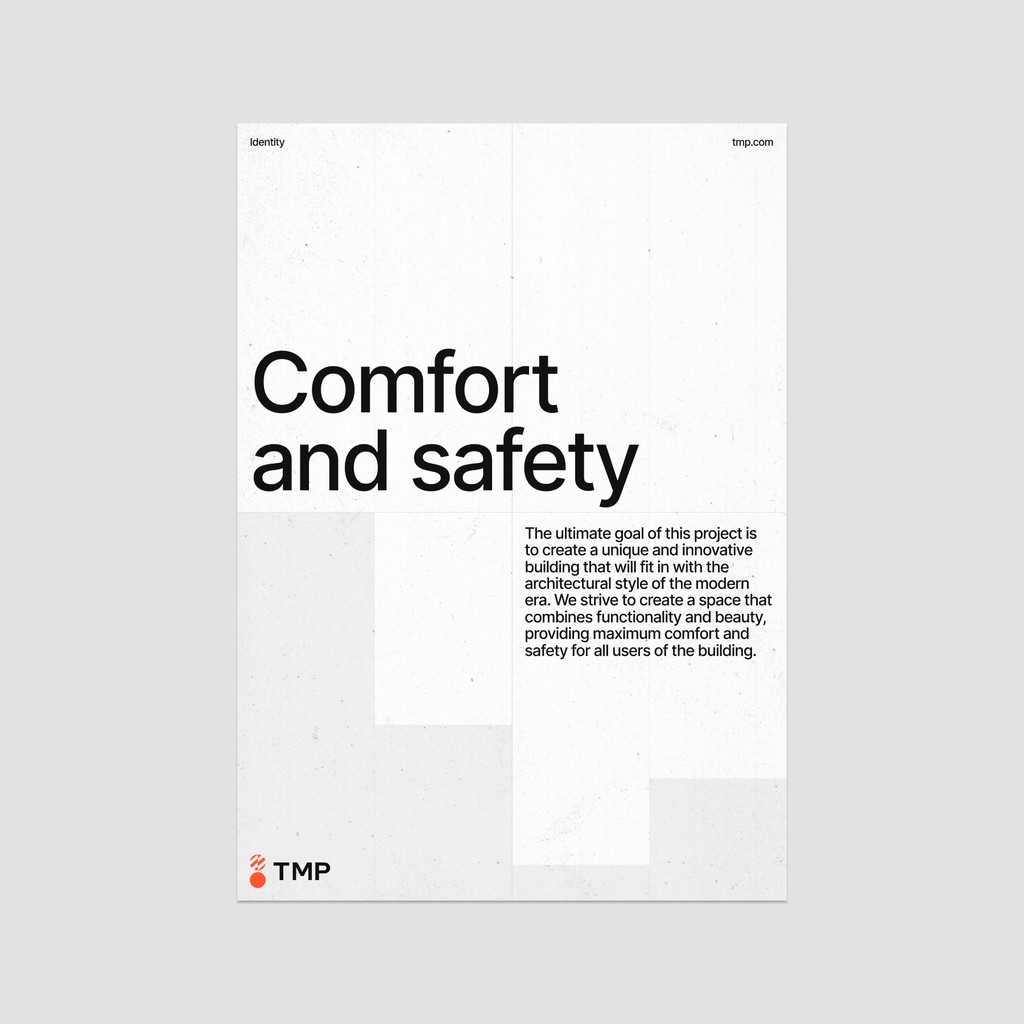 Identity
tmp.com
Comfort
and safety
The ultimate goal of this project is
to create a unique and innovative
building that will fit in with the
architectural style of the modern
era. We strive to create a space that
combines functionality and beauty,
providing maximum comfort and
safety for all users of the building.
TMP